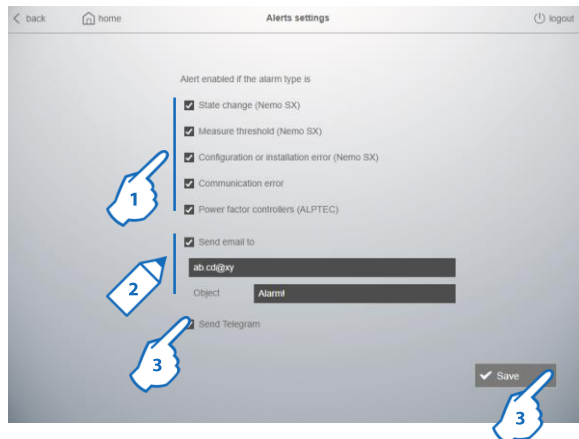 back home Alerts settings logout
Alert enabled if the alarm type is
State change (Nemo SX)
Measure threshold (Nemo SX)
Configuration or installation error (Nemo SX)
1
Communication error
Power factor controllers (ALPTEC)
Send email to
ab.cd@xy
2
Object Alarm!
Send Telegram
3
Save
3